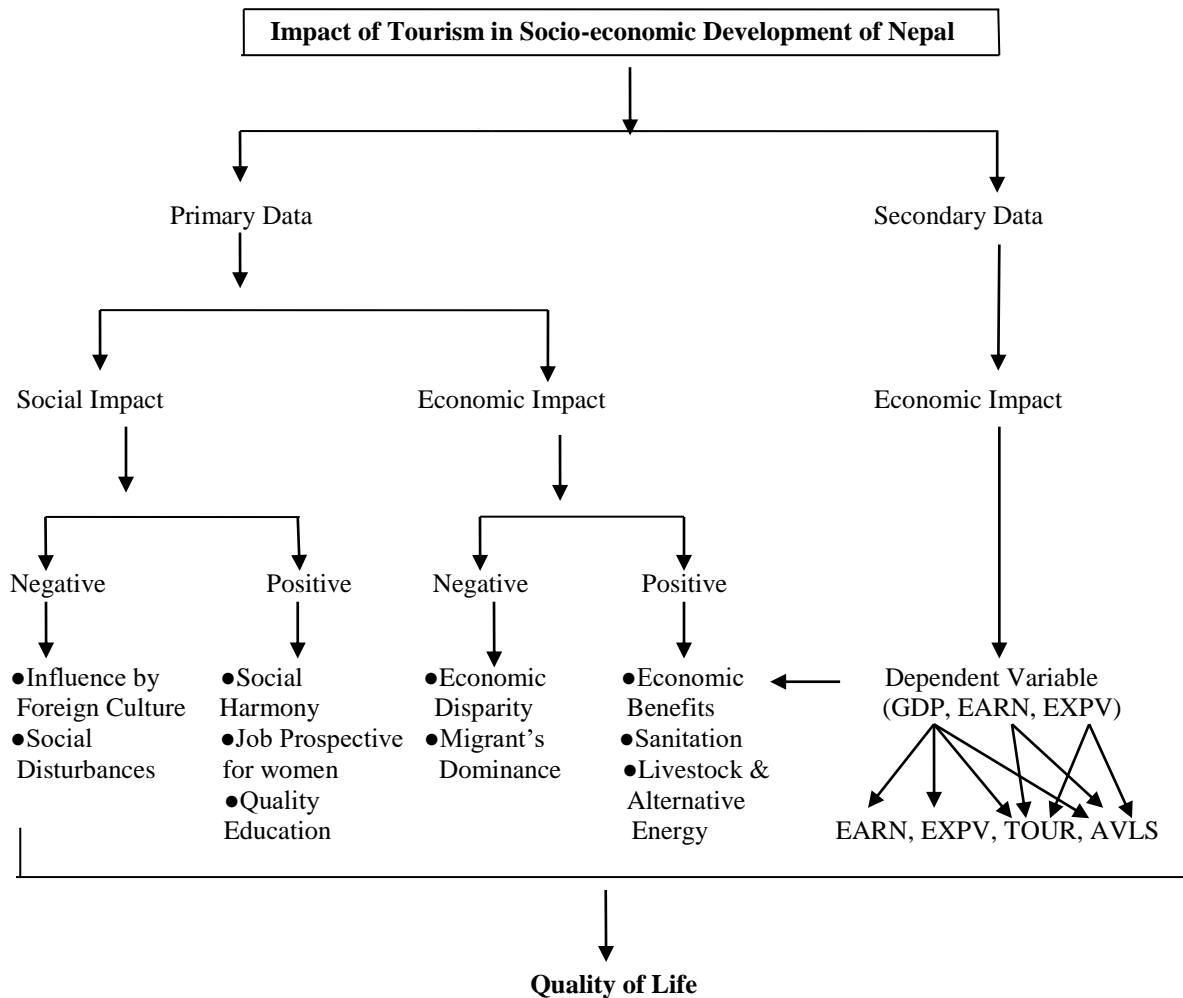 Impact of Tourism in Socio-economic Development of Nepal
Primary Data
Secondary Data
Social Impact
Economic Impact
Economic Impact
Negative
Positive
Negative
Positive
●Influence by
Foreign Culture
●Social
Disturbances
●Social
Harmony
●Job Prospective
for women
●Quality
Education
●Economic
Disparity
●Migrant’s
Dominance
●Economic
Benefits
●Sanitation
●Livestock &
Alternative
Energy
Dependent Variable
(GDP, EARN, EXPV)
EARN, EXPV, TOUR, AVLS
Quality of Life